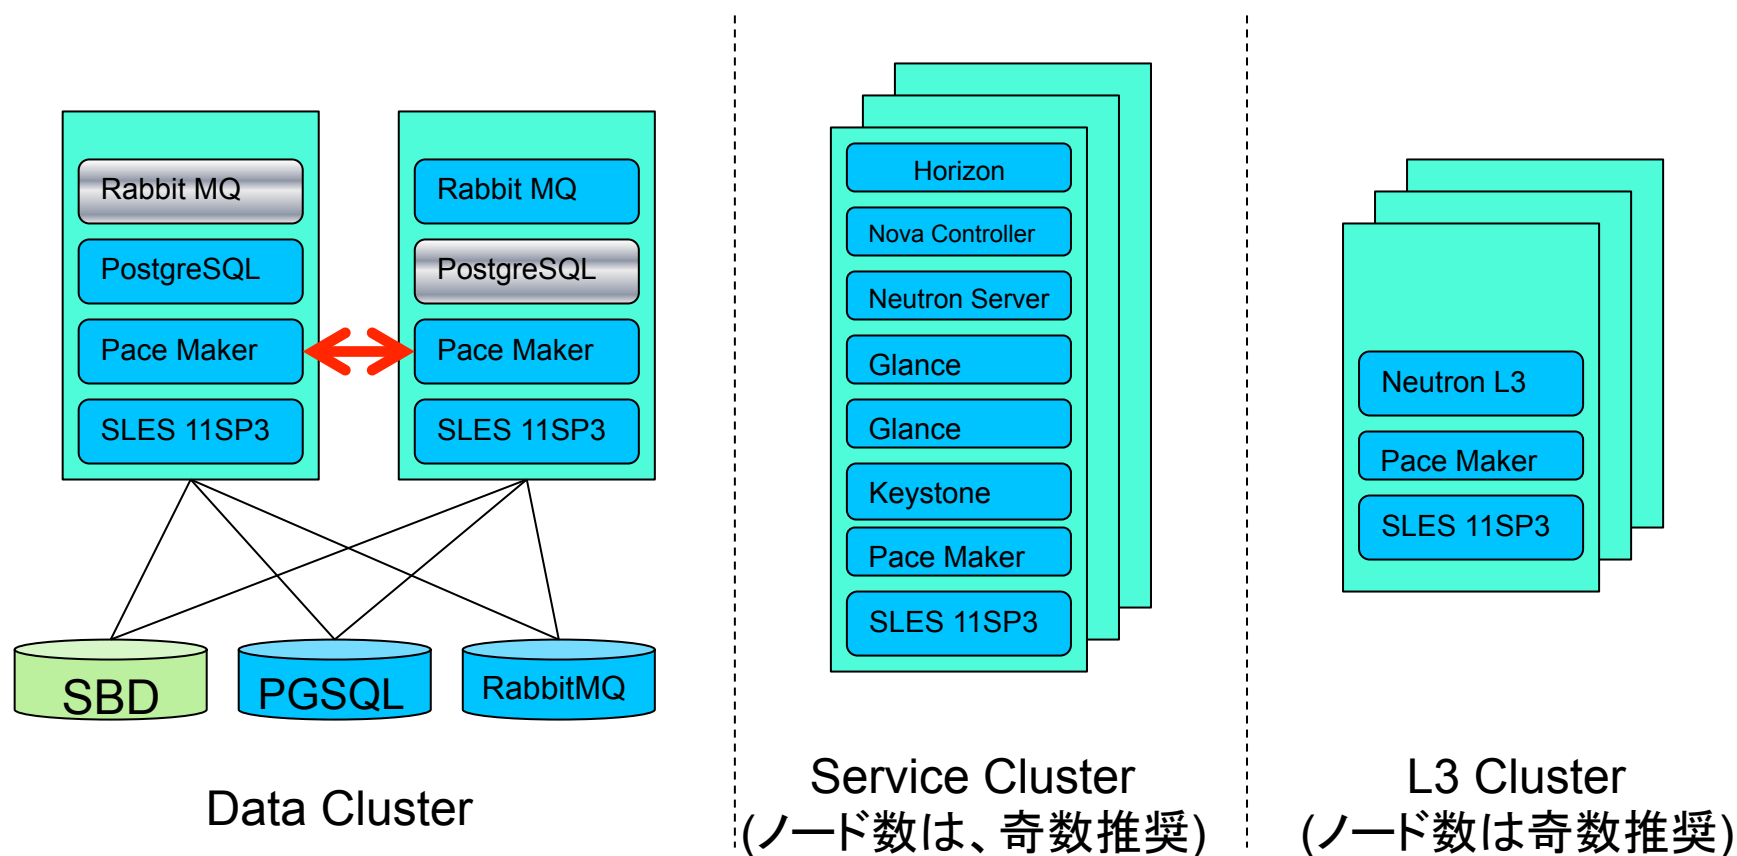 Rabbit MQ
PostgreSQL
Pace Maker
SLES 11SP3
Rabbit MQ
PostgreSQL
Pace Maker
SLES 11SP3
SBD
PGSQL
RabbitMQ
Data Cluster
Horizon
Nova Controller
Neutron Server
Glance
Glance
Keystone
Pace Maker
SLES 11SP3
Service Cluster
(ノード数は、奇数推奨)
Neutron L3
Pace Maker
SLES 11SP3
L3 Cluster
(ノード数は奇数推奨)